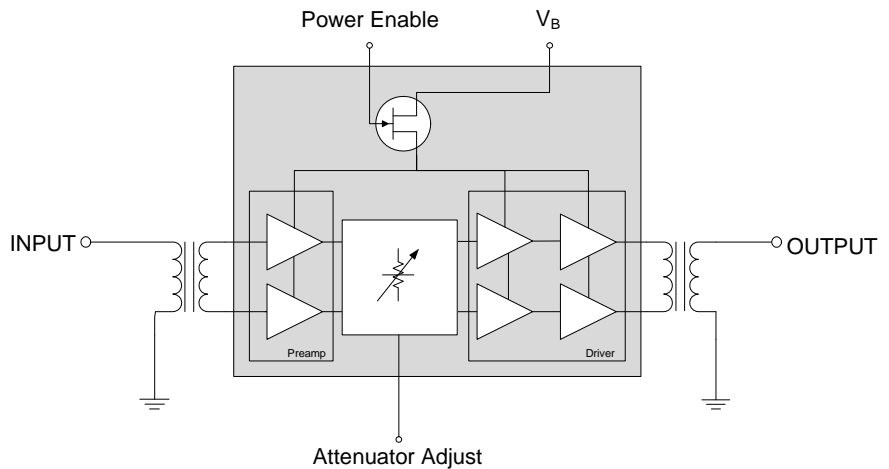 Power Enable
V_B
INPUT
OUTPUT
Preamp
Driver
Attenuator Adjust